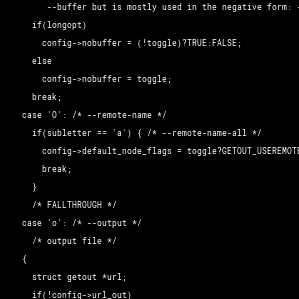 --buffer but is mostly used in the negative form: -
if(longopt)
config->nobuffer = (!toggle)?TRUE:FALSE;
else
config->nobuffer = toggle;
break;
case 'O': /* --remote-name */
if(subletter == 'a') { /* --remote-name-all */
config->default_node_flags = toggle?GETOUT_USEREMOTE
break;
}
/* FALLTHROUGH */
case 'o': /* --output */
/* output file */
{
struct getout *url;
if(!config->url_out)